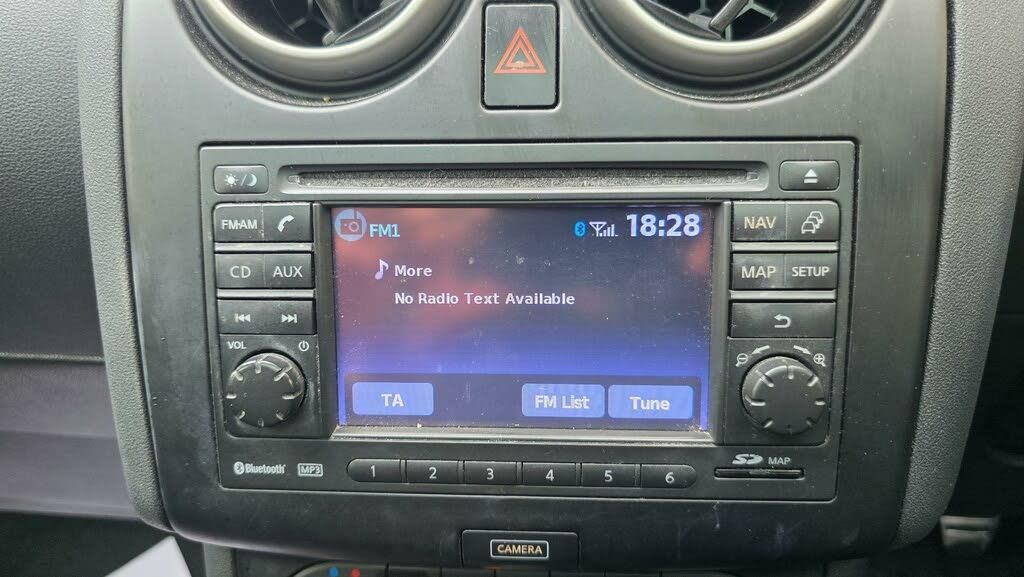 FM1
18:28
FM·AM
NAV
More
CD AUX
MAP SETUP
No Radio Text Available
VOL
TA
FM List
Tune
Bluetooth
MP3
1 2 3 4 5 6
SD MAP
CAMERA